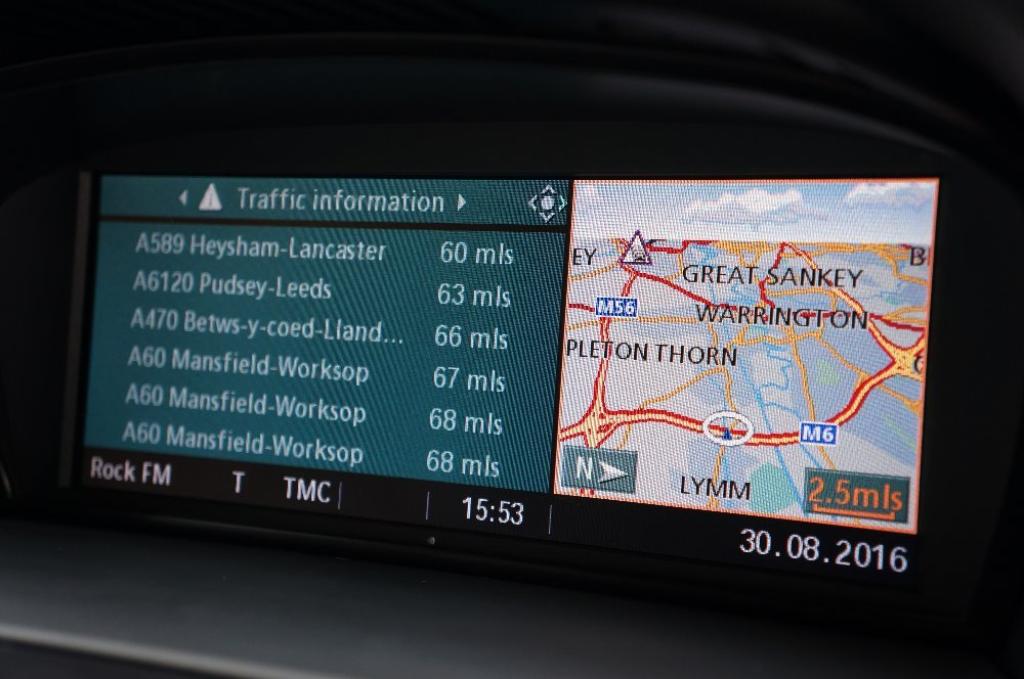 Traffic information
A589 Heysham-Lancaster 60 mls
A6120 Pudsey-Leeds 63 mls
A470 Betws-y-coed-Lland... 66 mls
A60 Mansfield-Worksop 67 mls
A60 Mansfield-Worksop 68 mls
A60 Mansfield-Worksop 68 mls
EY
B
GREAT SANKEY
M56
WARRINGTON
PLETON THORN
M6
N
LYMM
2.5mls
Rock FM T TMC 15:53
30.08.2016